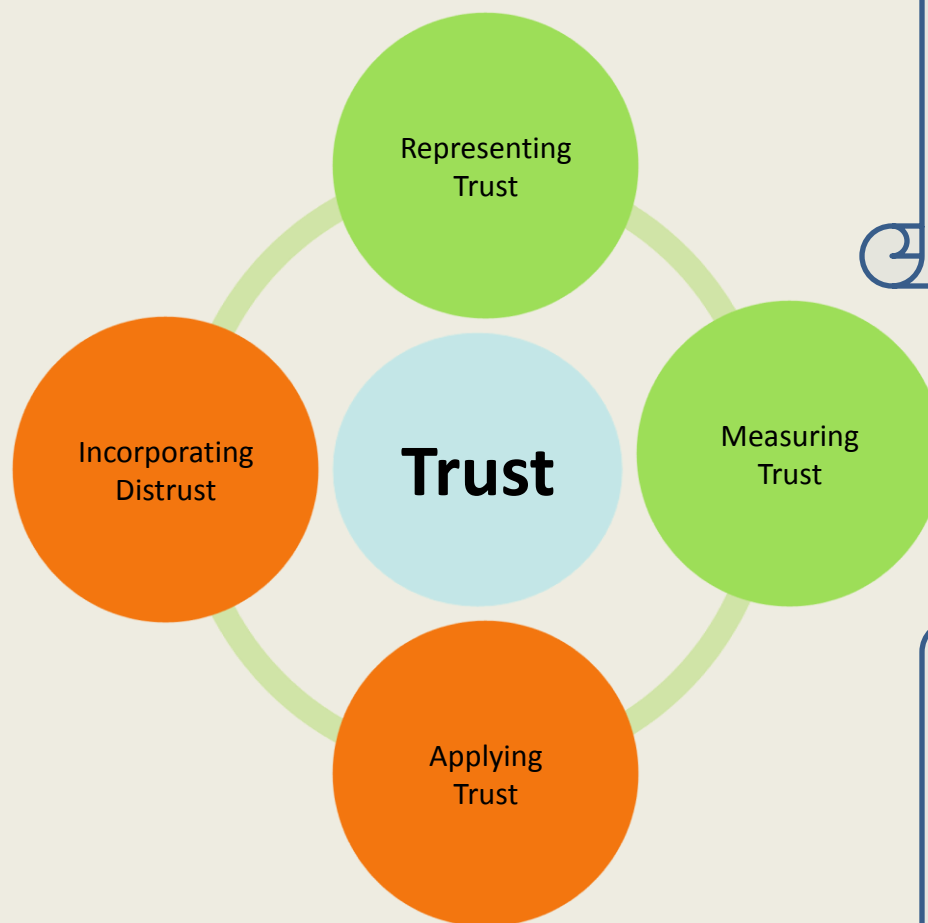 Representing
Trust
Measuring
Trust
Incorporating
Distrust
Trust
Applying
Trust